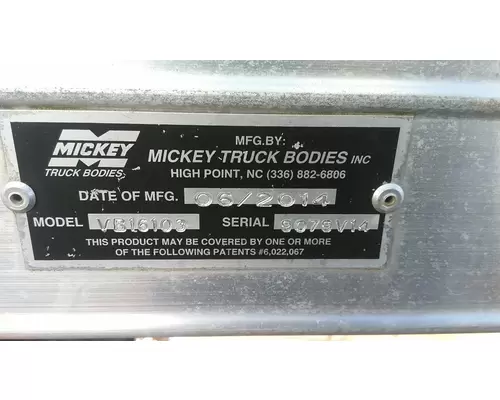 MICKEY
TRUCK BODIES.
MFG.BY:
MICKEY TRUCK BODIES INC
HIGH POINT, NC (336) 882-6806
DATE OF MFG. 06/2014
MODEL VB16103 SERIAL
THIS PRODUCT MAY BE COVERED BY ONE OR MORE
OF THE FOLLOWING PATENTS #6,022,067